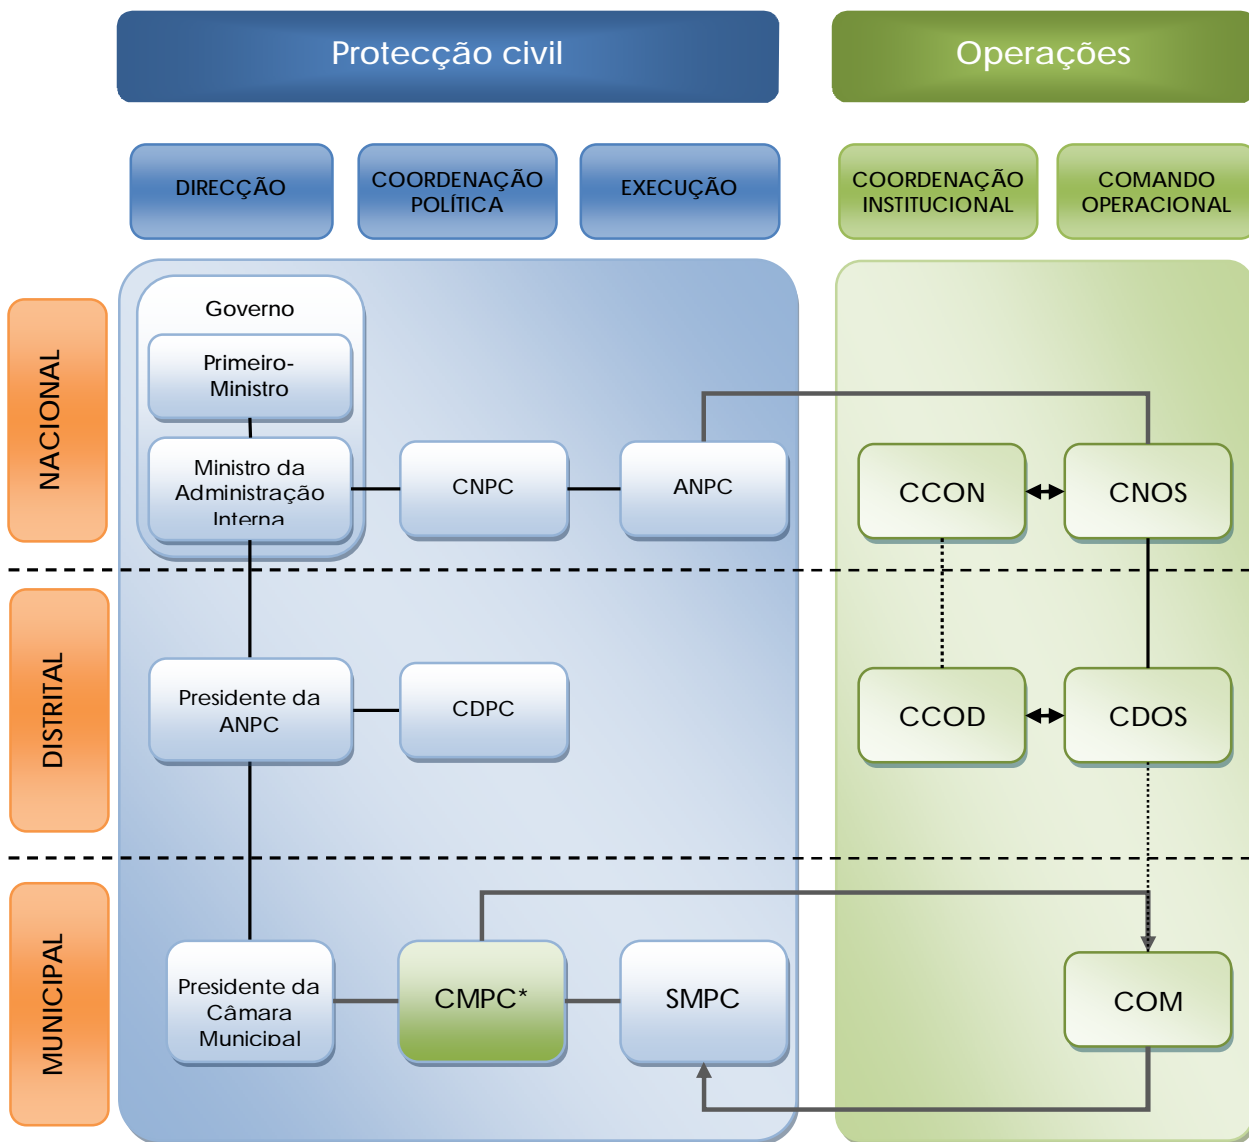 Protecção civil
Operações
DIRECÇÃO
COORDENAÇÃO
POLÍTICA
EXECUÇÃO
COORDENAÇÃO
INSTITUCIONAL
COMANDO
OPERACIONAL
NACIONAL
Governo
Primeiro-
Ministro
Ministro da
Administração
Interna
CNPC
ANPC
CCON
CNOS
DISTRITAL
Presidente da
ANPC
CDPC
CCOD
CDOS
MUNICIPAL
Presidente da
Câmara
Municipal
CMPC*
SMPC
COM